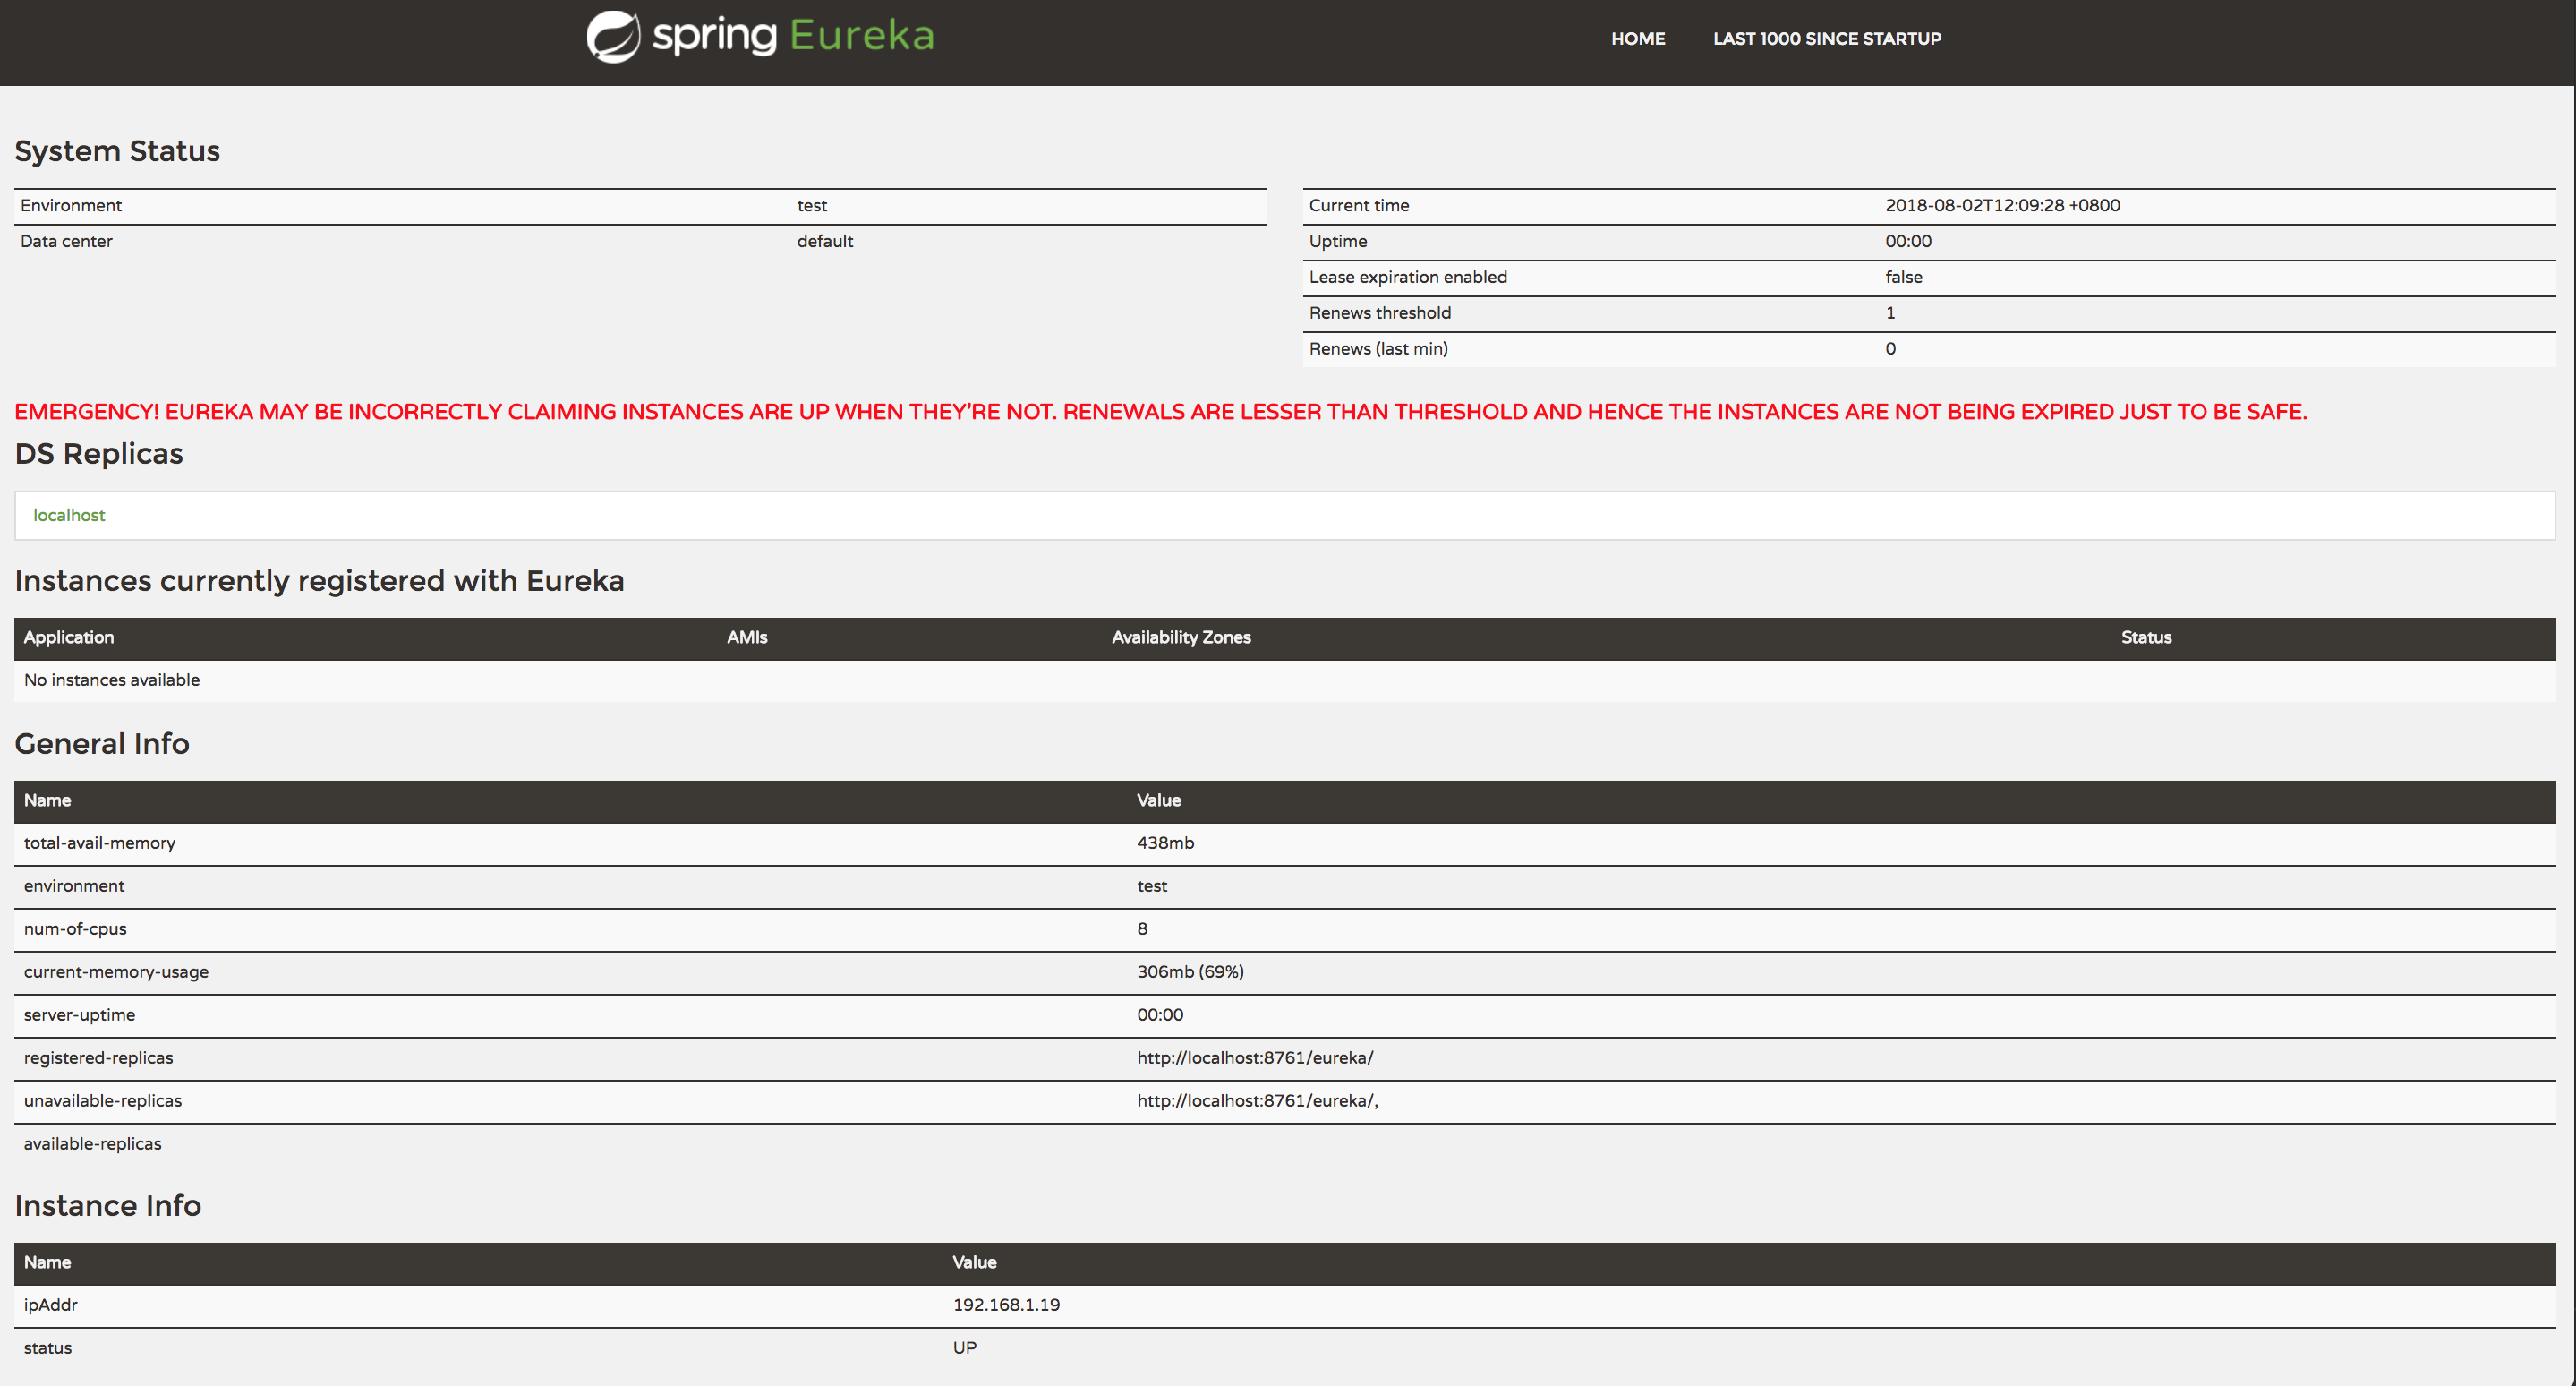 spring Eureka
HOME LAST 1000 SINCE STARTUP
System Status
Environment test
Data center default
Current time 2018-08-02T12:09:28 +0800
Uptime 00:00
Lease expiration enabled false
Renews threshold 1
Renews (last min) 0
EMERGENCY! EUREKA MAY BE INCORRECTLY CLAIMING INSTANCES ARE UP WHEN THEY'RE NOT. RENEWALS ARE LESSER THAN THRESHOLD AND HENCE THE INSTANCES ARE NOT BEING EXPIRED JUST TO BE SAFE.
DS Replicas
localhost
Instances currently registered with Eureka
Application AMIs Availability Zones Status
No instances available
General Info
Name Value
total-avail-memory 438mb
environment test
num-of-cpus 8
current-memory-usage 306mb (69%)
server-uptime 00:00
registered-replicas http://localhost:8761/eureka/
unavailable-replicas http://localhost:8761/eureka/,
available-replicas
Instance Info
Name Value
ipAddr 192.168.1.19
status UP